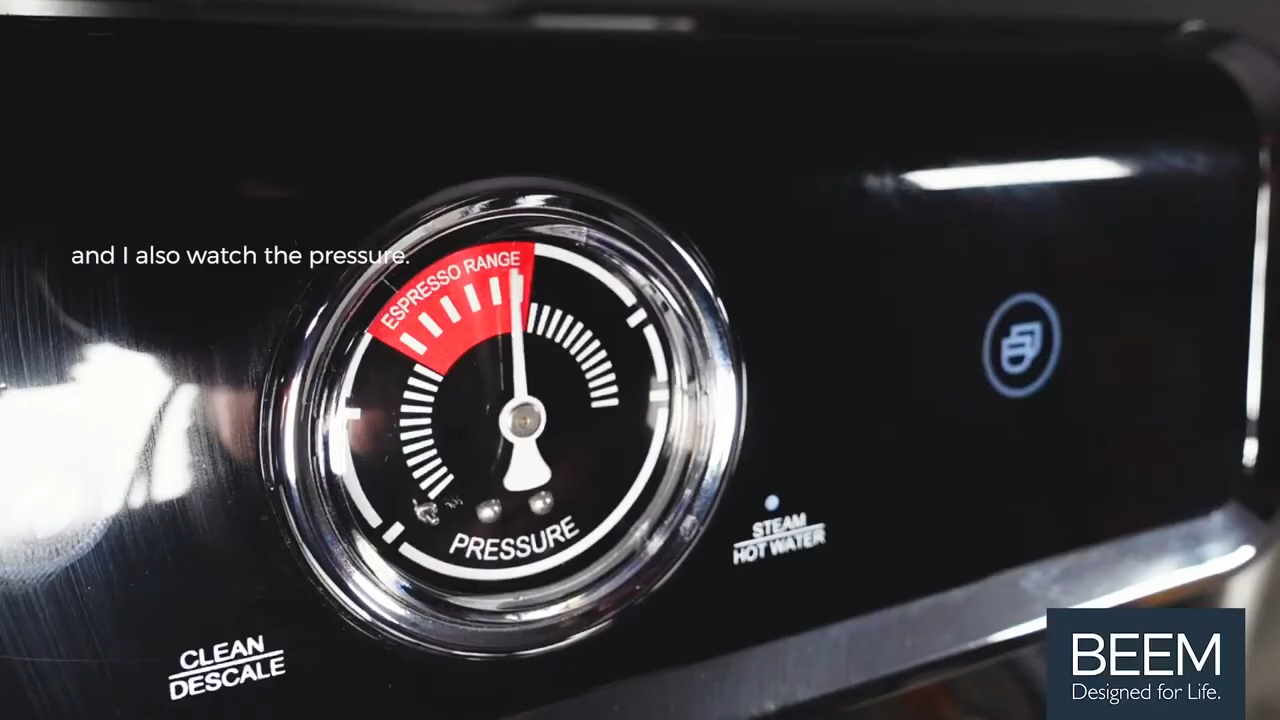 and I also watch the pressure.
ESPRESSO RANGE
PRESSURE
STEAM
HOT WATER
CLEAN
DESCALE
BEEM
Designed for Life.